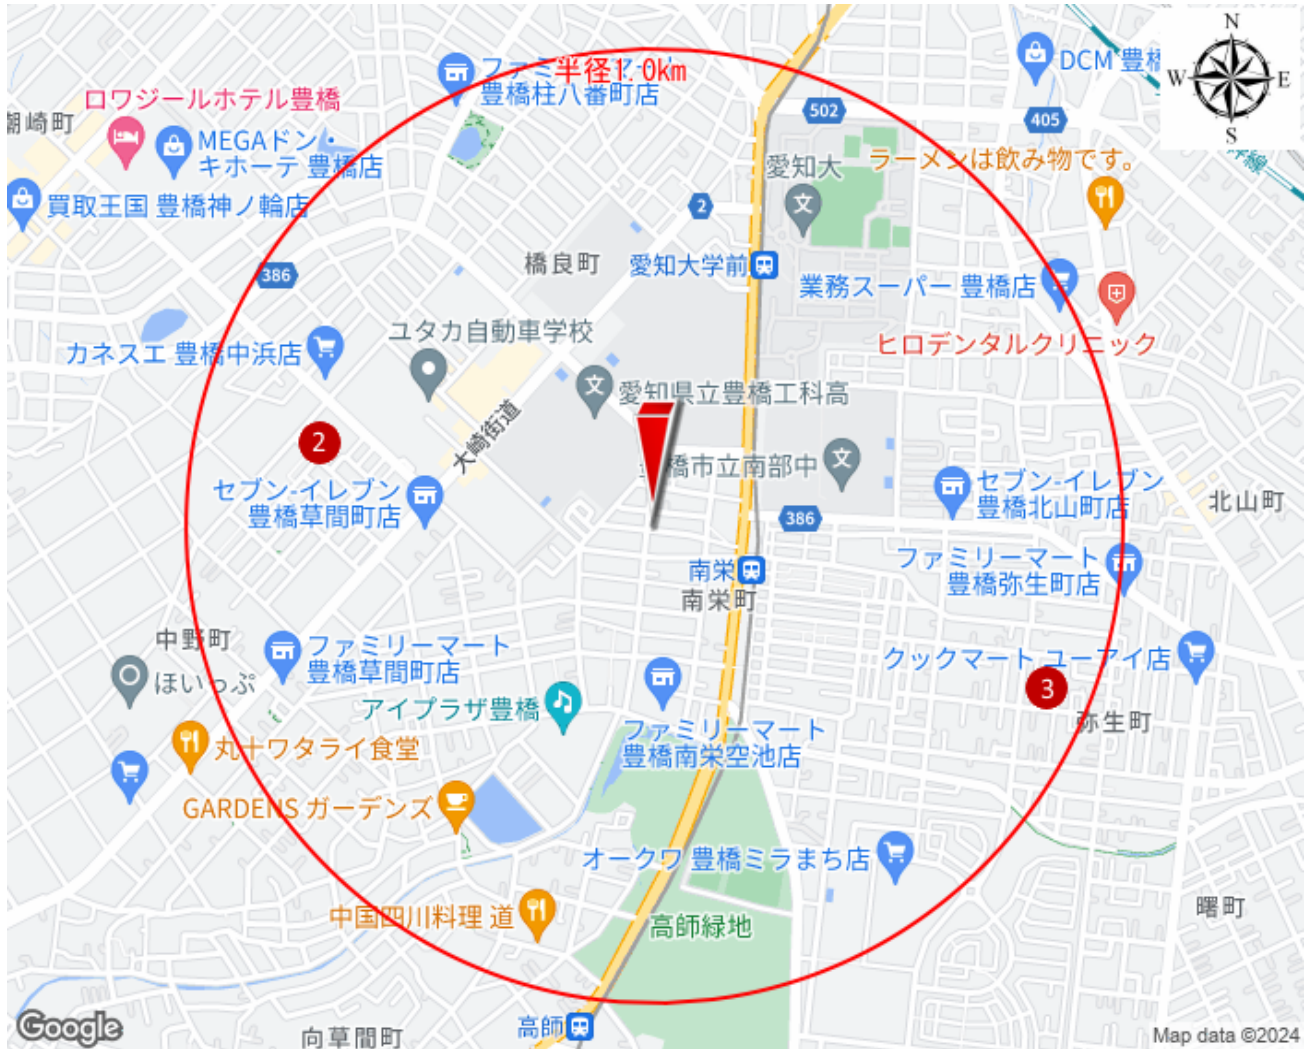 半径1.0km
N
W E
S
DCM 豊橋
ファミリーマート
豊橋柱八番町店
ロワジールホテル豊橋
潮崎町
MEGAドン・
キホーテ 豊橋店
買取王国 豊橋神ノ輪店
502
405
愛知大
ラーメンは飲み物です。
2
橋良町
愛知大学前
386
業務スーパー 豊橋店
ユタカ自動車学校
カネスエ 豊橋中浜店
ヒロデンタルクリニック
愛知県立豊橋工科高
大崎街道
2
豊橋市立南部中
セブン-イレブン
豊橋草間町店
セブン-イレブン
豊橋北山町店
北山町
386
南栄
南栄町
ファミリーマート
豊橋弥生町店
中野町
ほいっぷ
ファミリーマート
豊橋草間町店
クックマート ユーアイ店
3
弥生町
アイプラザ豊橋
ファミリーマート
豊橋南栄空池店
丸十ワタライ食堂
GARDENS ガーデンズ
オークワ 豊橋ミラまち店
中国四川料理 道
高師緑地
曙町
Google
向草間町
高師
Map data ©2024